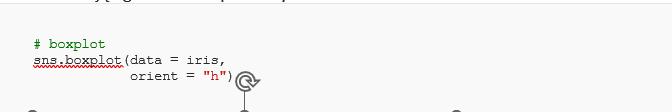 # boxplot
sns.boxplot(data = iris,
orient = "h")